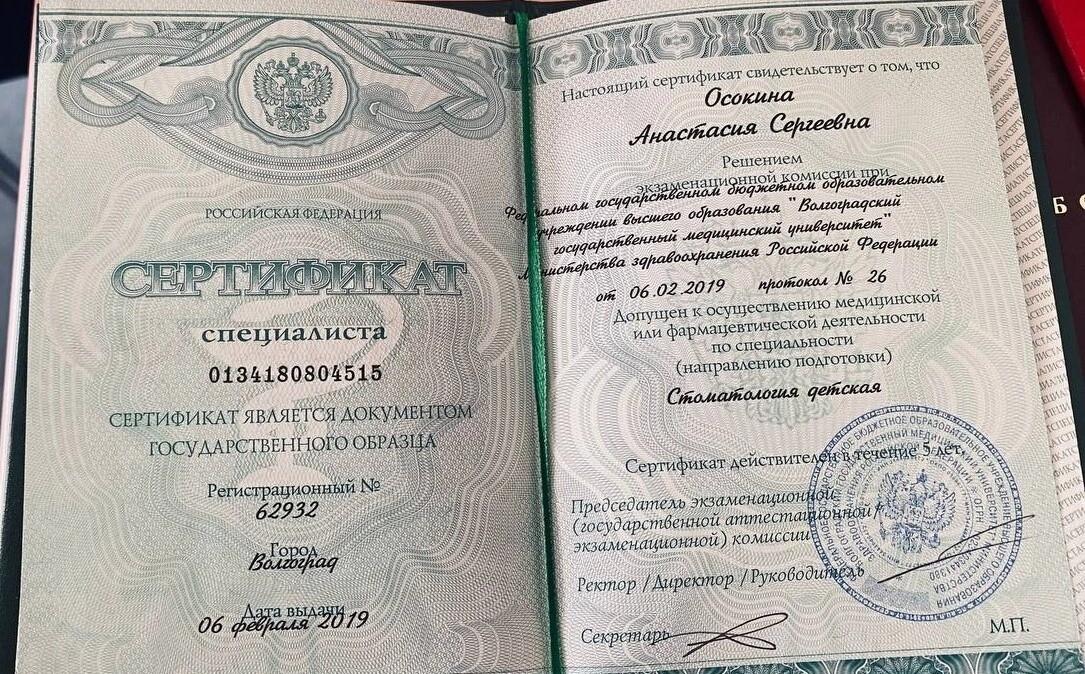 РОССИЙСКАЯ ФЕДЕРАЦИЯ
СЕРТИФИКАТ
специалиста
0134180804515
СЕРТИФИКАТ ЯВЛЯЕТСЯ ДОКУМЕНТОМ
ГОСУДАРСТВЕННОГО ОБРАЗЦА
Регистрационный №
62932
Город
Волгоград
Дата выдачи
06 февраля 2019
Настоящий сертификат свидетельствует о том, что
Осокина
Анастасия Сергеевна
Решением
экзаменационной комиссии при
Федеральном государственном бюджетном образовательном
учреждении высшего образования "Волгоградский
государственный медицинский университет"
Министерства здравоохранения Российской Федерации
от 06.02.2019 протокол № 26
Допущен к осуществлению медицинской
или фармацевтической деятельности
по специальности
(направлению подготовки)
Стоматология детская
Сертификат действителен в течение 5 лет.
Председатель экзаменационной
(государственной аттестационной /
экзаменационной) комиссии
Ректор /Директор /Руководитель
Секретарь
М.П.